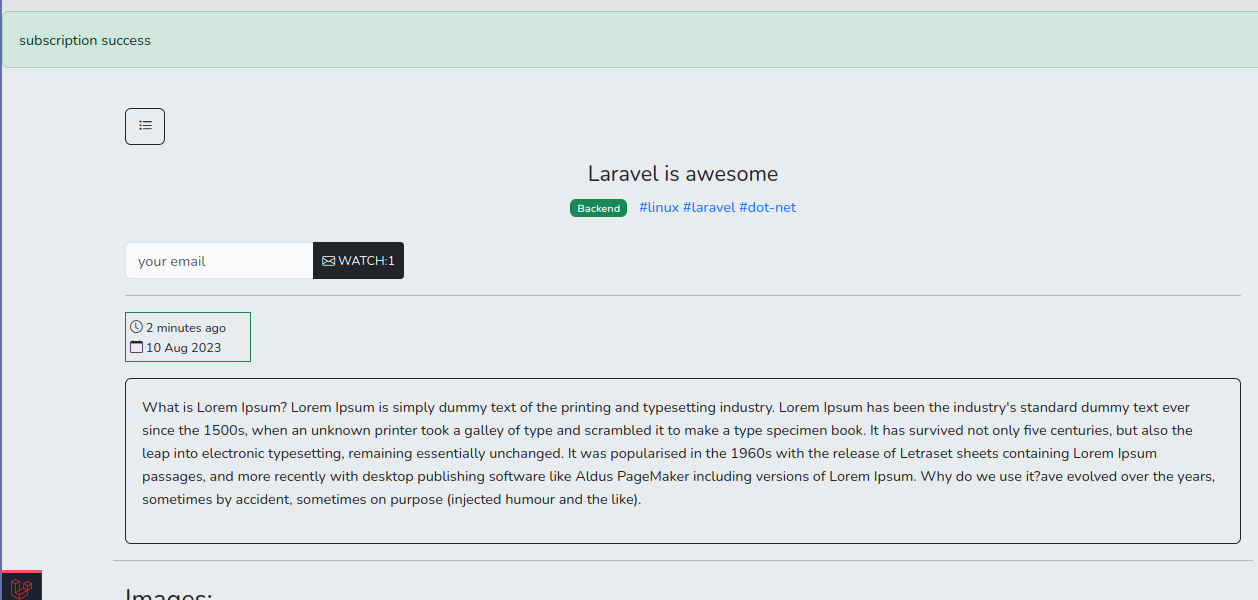 subscription success
Laravel is awesome
Backend #linux #laravel #dot-net
your email WATCH:1
2 minutes ago
10 Aug 2023
What is Lorem Ipsum? Lorem Ipsum is simply dummy text of the printing and typesetting industry. Lorem Ipsum has been the industry's standard dummy text ever
since the 1500s, when an unknown printer took a galley of type and scrambled it to make a type specimen book. It has survived not only five centuries, but also the
leap into electronic typesetting, remaining essentially unchanged. It was popularised in the 1960s with the release of Letraset sheets containing Lorem Ipsum
passages, and more recently with desktop publishing software like Aldus PageMaker including versions of Lorem Ipsum. Why do we use it?ave evolved over the years,
sometimes by accident, sometimes on purpose (injected humour and the like).
Images: